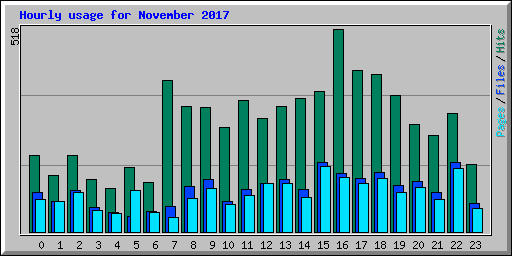 Hourly usage for November 2017
518
Pages / Files / Hits
0 1 2 3 4 5 6 7 8 9 10 11 12 13 14 15 16 17 18 19 20 21 22 23